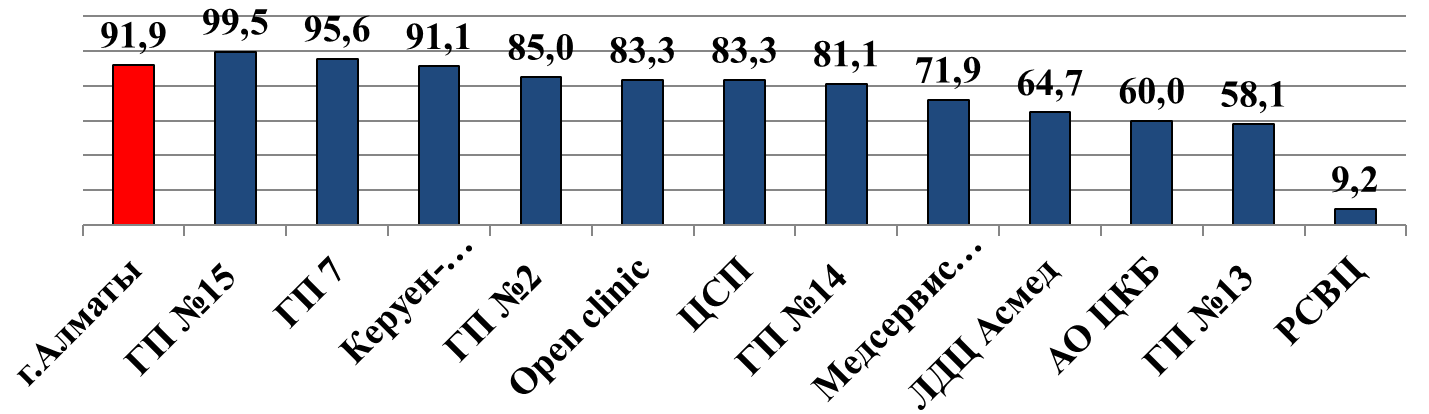 91,9
99,5
95,6
91,1
85,0
83,3
83,3
81,1
71,9
64,7
60,0
58,1
9,2
г.Алматы
ГП №15
ГП 7
Керуен-…
ГП №2
Open clinic
ЦСП
ГП №14
Медсервис…
ЛДЦ Асмед
АО ЦКБ
ГП №13
РСВЦ